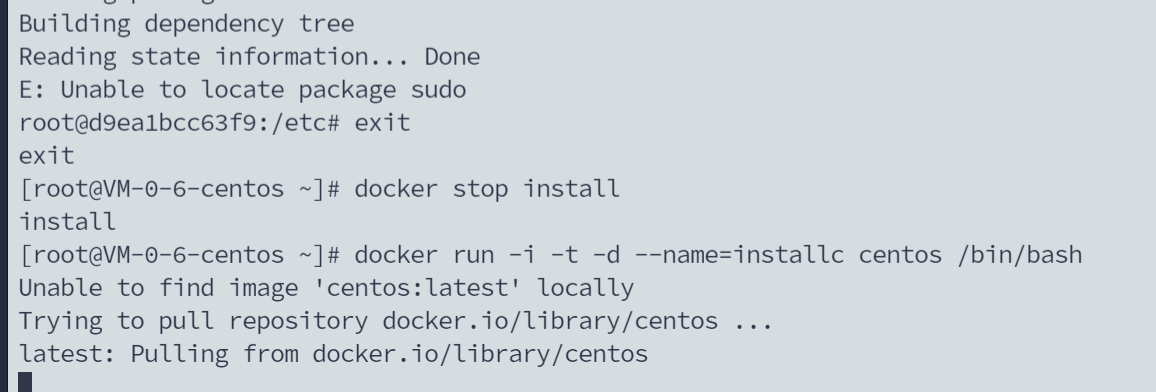 Building dependency tree
Reading state information... Done
E: Unable to locate package sudo
root@d9ea1bcc63f9:/etc# exit
exit
[root@VM-0-6-centos ~]# docker stop install
install
[root@VM-0-6-centos ~]# docker run -i -t -d --name=installc centos /bin/bash
Unable to find image 'centos:latest' locally
Trying to pull repository docker.io/library/centos ...
latest: Pulling from docker.io/library/centos